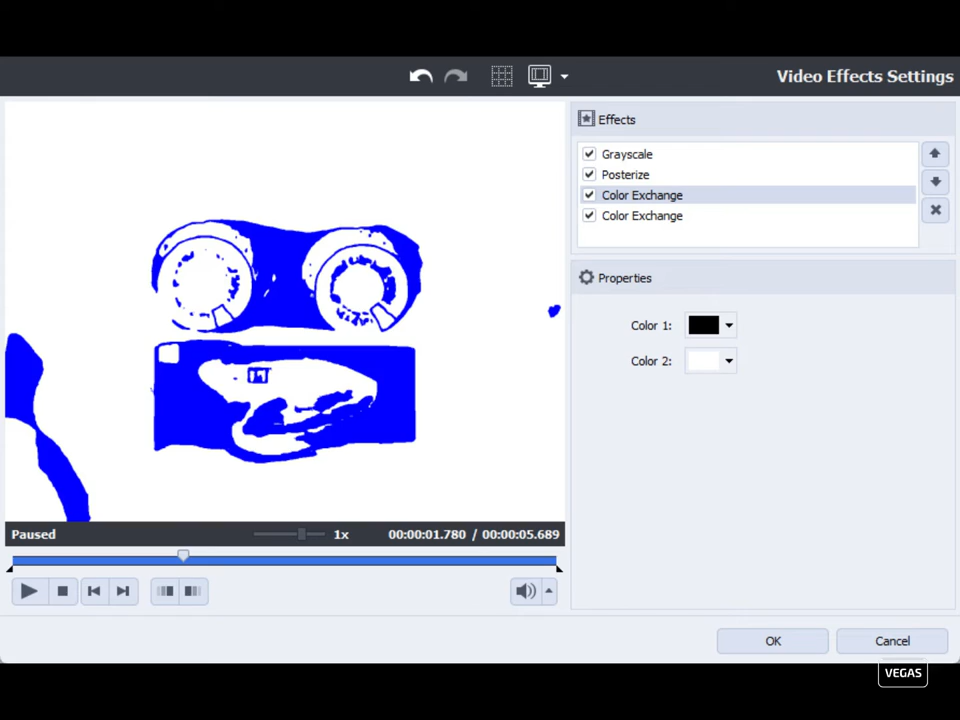 Video Effects Settings
Effects
Grayscale
Posterize
Color Exchange
Color Exchange
Properties
Color 1:
Color 2:
Paused 1x 00:00:01.780 / 00:00:05.689
OK Cancel
VEGAS